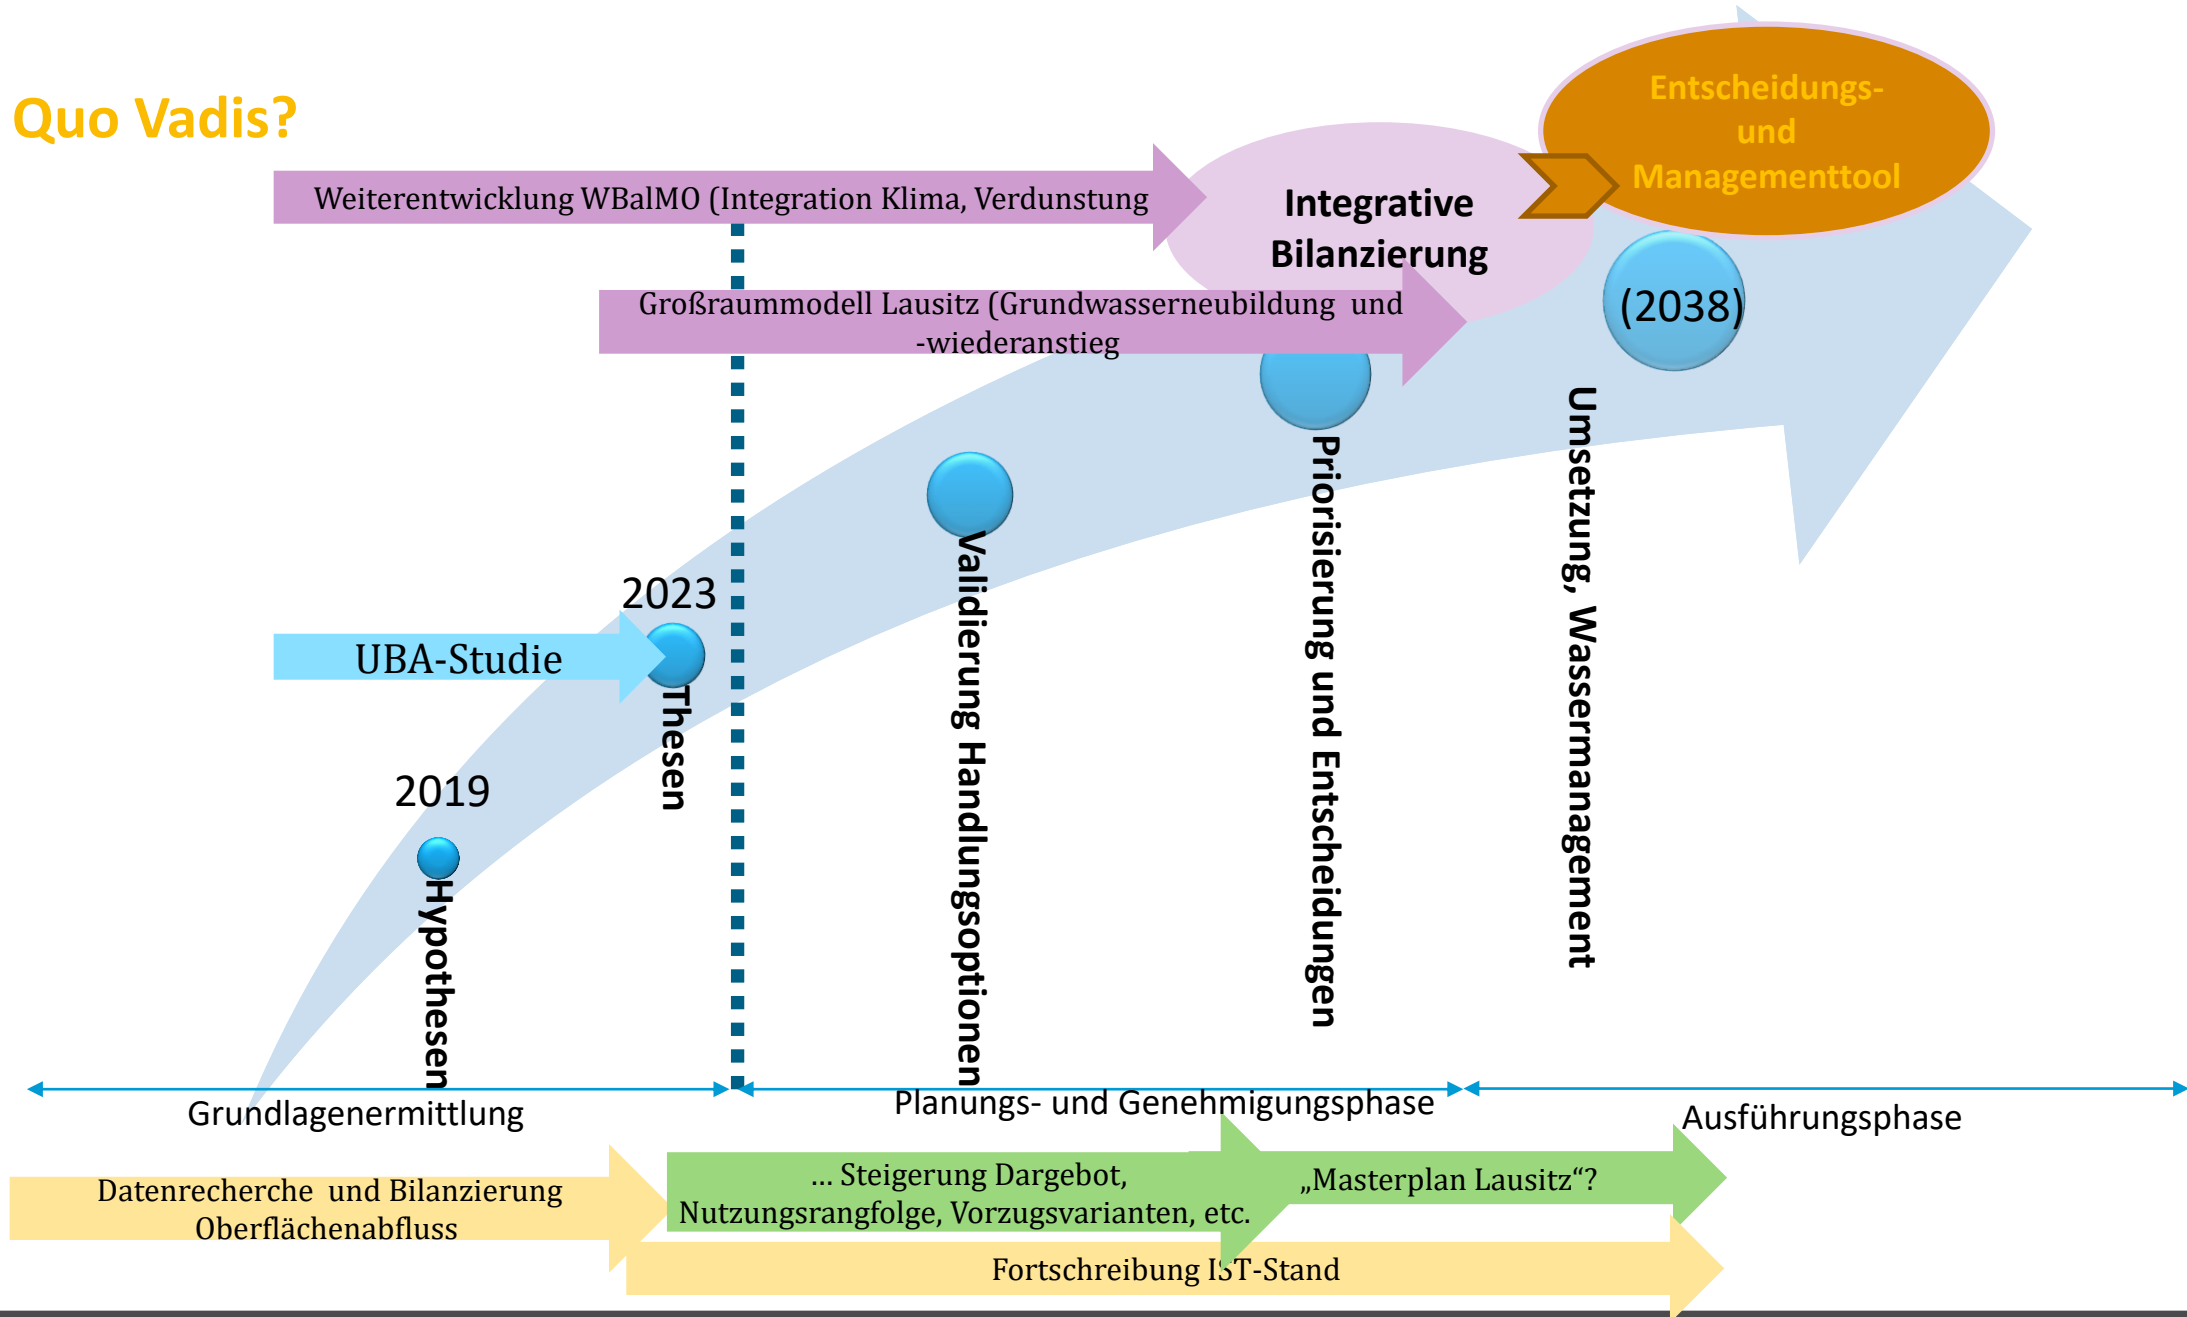 Quo Vadis?
Entscheidungs-
und
Managementtool
Weiterentwicklung WBalMO (Integration Klima, Verdunstung
Integrative
Bilanzierung
Großraummodell Lausitz (Grundwasserneubildung und
-wiederanstieg
(2038)
2023
UBA-Studie
2019
Hypothesen
Thesen
Validierung Handlungsoptionen
Priorisierung und Entscheidungen
Umsetzung, Wassermanagement
Grundlagenermittlung
Planungs- und Genehmigungsphase
Ausführungsphase
Datenrecherche und Bilanzierung
Oberflächenabfluss
... Steigerung Dargebot,
Nutzungsrangfolge, Vorzugsvarianten, etc.
„Masterplan Lausitz“?
Fortschreibung IST-Stand